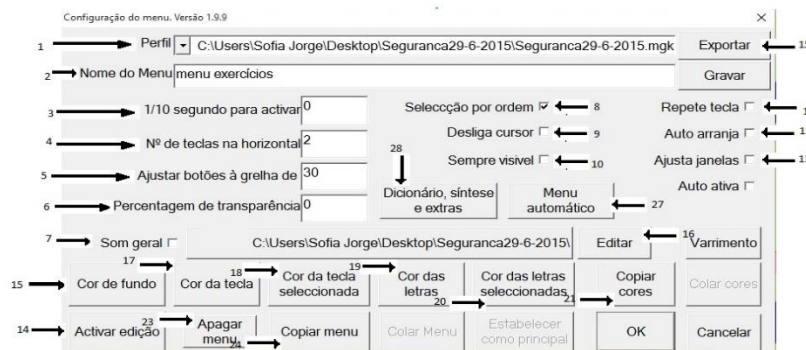 Configuração do menu. Versão 1.9.9
1 Perfil C:\Users\Sofia Jorge\Desktop\Seguranca29-6-2015\Seguranca29-6-2015.mgk Exportar
2 Nome do Menu menu exercícios Gravar
3 1/10 segundo para activar 0 Selecção por ordem 8 Repete tecla
4 Nº de teclas na horizontal 2 Desliga cursor 9 Auto arranja
5 Ajustar botões à grelha de 30 28 Sempre visivel 10 Ajusta janelas
6 Percentagem de transparência 0 Dicionário, síntese e extras Menu automático 27 Auto ativa
7 Som geral C:\Users\Sofia Jorge\Desktop\Seguranca29-6-2015\ Editar 16 Varrimento
15 Cor de fundo 17 Cor da tecla 18 Cor da tecla seleccionada 19 Cor das letras 20 Cor das letras seleccionadas 21 Copiar cores Colar cores
14 Activar edição 23 Apagar menu 24 Copiar menu Colar Menu Estabelecer como principal OK Cancelar